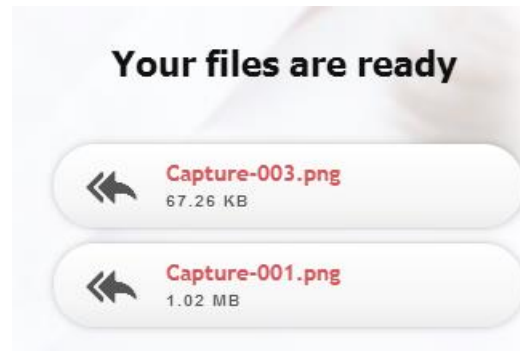 Your files are ready
Capture-003.png
67.26 KB
Capture-001.png
1.02 MB